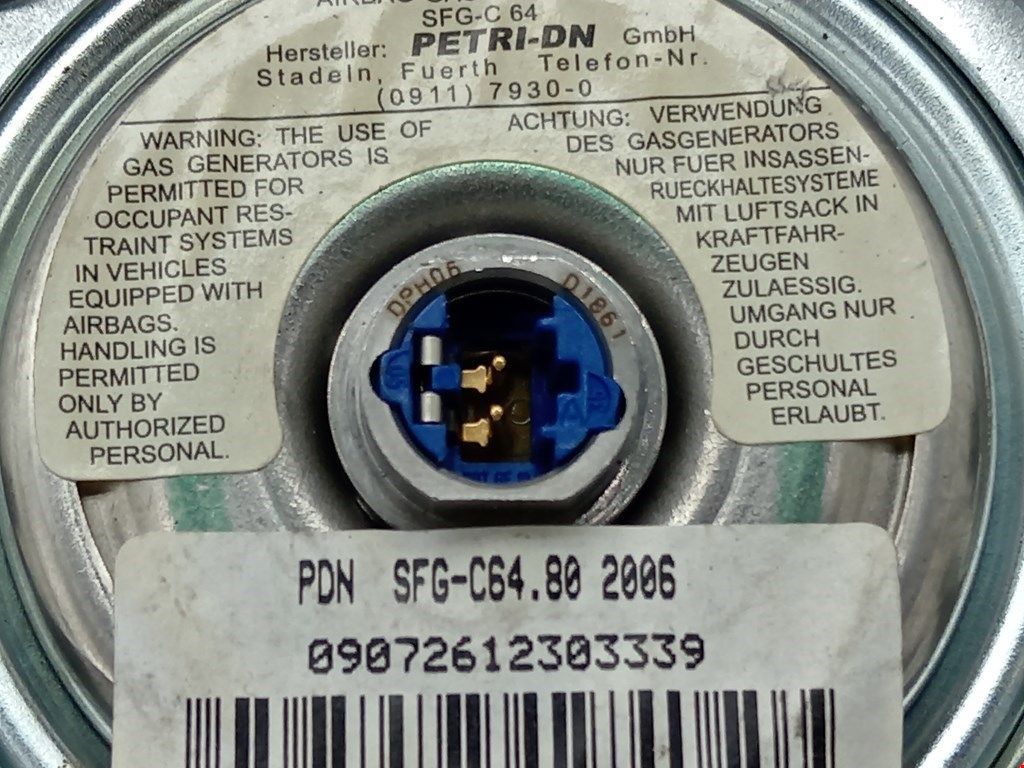 AIRBAG GAS
SFG-C 64
Hersteller: PETRI-DN GmbH
Stadeln, Fuerth Telefon-Nr.
(0911) 7930-0
WARNING: THE USE OF
GAS GENERATORS IS
PERMITTED FOR
OCCUPANT RES-
TRAINT SYSTEMS
IN VEHICLES
EQUIPPED WITH
AIRBAGS.
HANDLING IS
PERMITTED
ONLY BY
AUTHORIZED
PERSONAL.
ACHTUNG: VERWENDUNG
DES GASGENERATORS
NUR FUER INSASSEN-
RUECKHALTESYSTEME
MIT LUFTSACK IN
KRAFTFAHR-
ZEUGEN
ZULAESSIG.
UMGANG NUR
DURCH
GESCHULTES
PERSONAL
ERLAUBT.
DPH06 D1861
PDN SFG-C64.80 2006
09072612303339